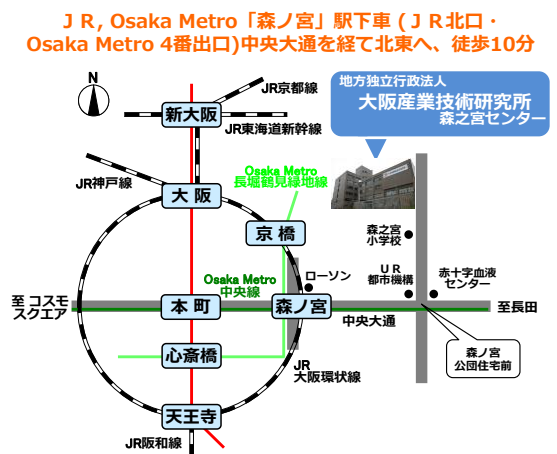 ＪＲ, Osaka Metro「森ノ宮」駅下車 (ＪＲ北口・
Osaka Metro 4番出口)中央大通を経て北東へ、徒歩10分
N
JR京都線
新大阪
JR東海道新幹線
地方独立行政法人
大阪産業技術研究所
森之宮センター
JR神戸線
大 阪
Osaka Metro
長堀鶴見緑地線
京 橋
森之宮
小学校
Osaka Metro
中央線
ローソン
ＵＲ
都市機構
赤十字血液
センター
至 コスモ
スクエア
本 町
森ノ宮
中央大通
至長田
心斎橋
JR
大阪環状線
森ノ宮
公団住宅前
天王寺
JR阪和線